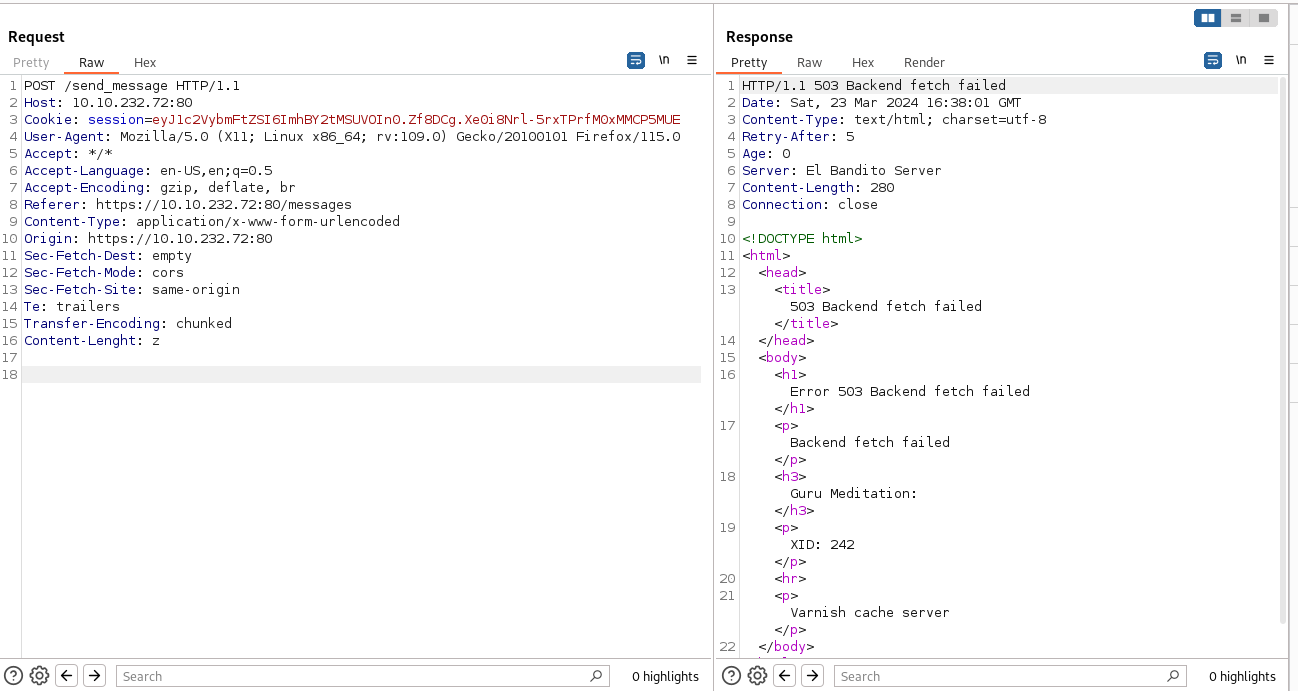 Request
Pretty Raw Hex \n
1 POST /send_message HTTP/1.1
2 Host: 10.10.232.72:80
3 Cookie: session=eyJ1c2VybmFtZSI6ImhBY2tMSUVOIn0.Zf8DCg.Xe0i8Nrl-5rxTPrfMOxMMCP5MUE
4 User-Agent: Mozilla/5.0 (X11; Linux x86_64; rv:109.0) Gecko/20100101 Firefox/115.0
5 Accept: */*
6 Accept-Language: en-US,en;q=0.5
7 Accept-Encoding: gzip, deflate, br
8 Referer: https://10.10.232.72:80/messages
9 Content-Type: application/x-www-form-urlencoded
10 Origin: https://10.10.232.72:80
11 Sec-Fetch-Dest: empty
12 Sec-Fetch-Mode: cors
13 Sec-Fetch-Site: same-origin
14 Te: trailers
15 Transfer-Encoding: chunked
16 Content-Lenght: z
17
18
Search 0 highlights
Response
Pretty Raw Hex Render \n
1 HTTP/1.1 503 Backend fetch failed
2 Date: Sat, 23 Mar 2024 16:38:01 GMT
3 Content-Type: text/html; charset=utf-8
4 Retry-After: 5
5 Age: 0
6 Server: El Bandito Server
7 Content-Length: 280
8 Connection: close
9
10 <!DOCTYPE html>
11 <html>
12 <head>
13 <title>
503 Backend fetch failed
</title>
14 </head>
15 <body>
16 <h1>
Error 503 Backend fetch failed
</h1>
17 <p>
Backend fetch failed
</p>
18 <h3>
Guru Meditation:
</h3>
19 <p>
XID: 242
</p>
20 <hr>
21 <p>
Varnish cache server
</p>
22 </body>
Search 0 highlights